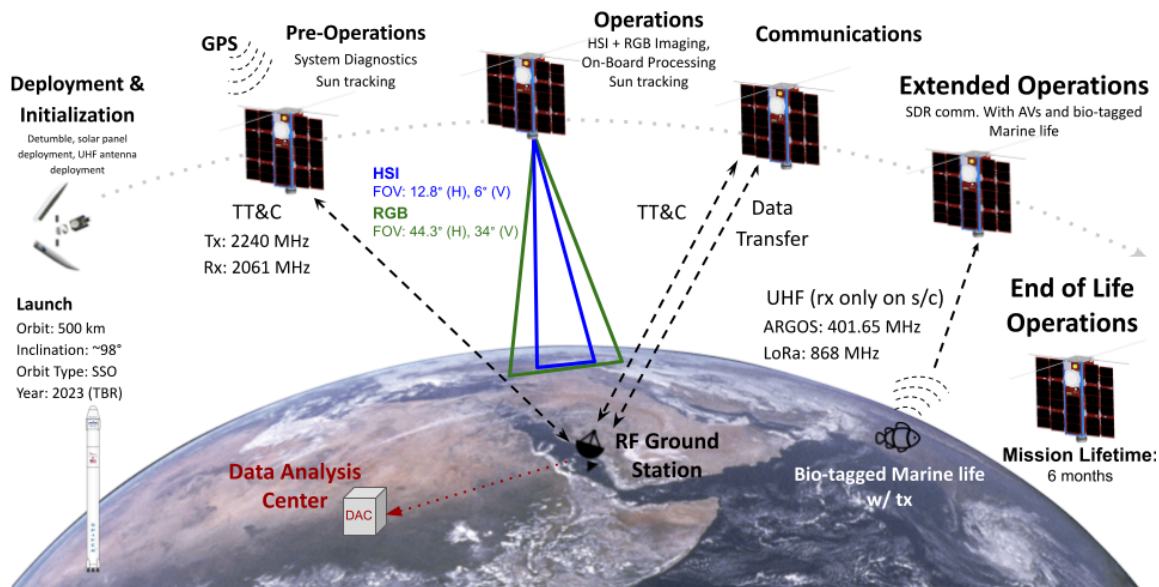 GPS
Pre-Operations
System Diagnostics
Sun tracking
Operations
HSI + RGB Imaging,
On-Board Processing
Sun tracking
Communications
Deployment &
Initialization
Detumble, solar panel
deployment, UHF antenna
deployment
Extended Operations
SDR comm. With AVs and bio-tagged
Marine life
HSI
FOV: 12.8° (H), 6° (V)
RGB
FOV: 44.3° (H), 34° (V)
TT&C
Tx: 2240 MHz
Rx: 2061 MHz
TT&C
Data
Transfer
Launch
Orbit: 500 km
Inclination: ~98°
Orbit Type: SSO
Year: 2023 (TBR)
UHF (rx only on s/c)
ARGOS: 401.65 MHz
LoRa: 868 MHz
End of Life
Operations
RF Ground
Station
Data Analysis
Center
DAC
Bio-tagged Marine life
w/ tx
Mission Lifetime:
6 months